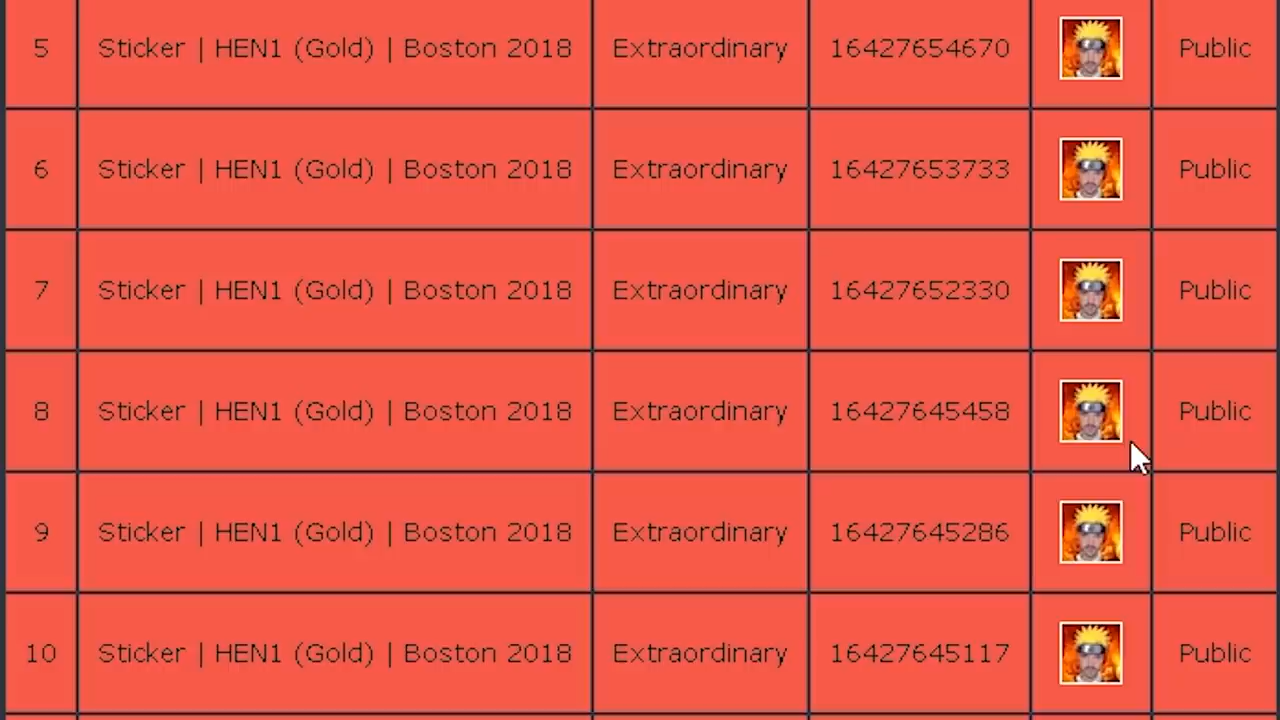 5 Sticker | HEN1 (Gold) | Boston 2018 Extraordinary 16427654670 Public
6 Sticker | HEN1 (Gold) | Boston 2018 Extraordinary 16427653733 Public
7 Sticker | HEN1 (Gold) | Boston 2018 Extraordinary 16427652330 Public
8 Sticker | HEN1 (Gold) | Boston 2018 Extraordinary 16427645458 Public
9 Sticker | HEN1 (Gold) | Boston 2018 Extraordinary 16427645286 Public
10 Sticker | HEN1 (Gold) | Boston 2018 Extraordinary 16427645117 Public